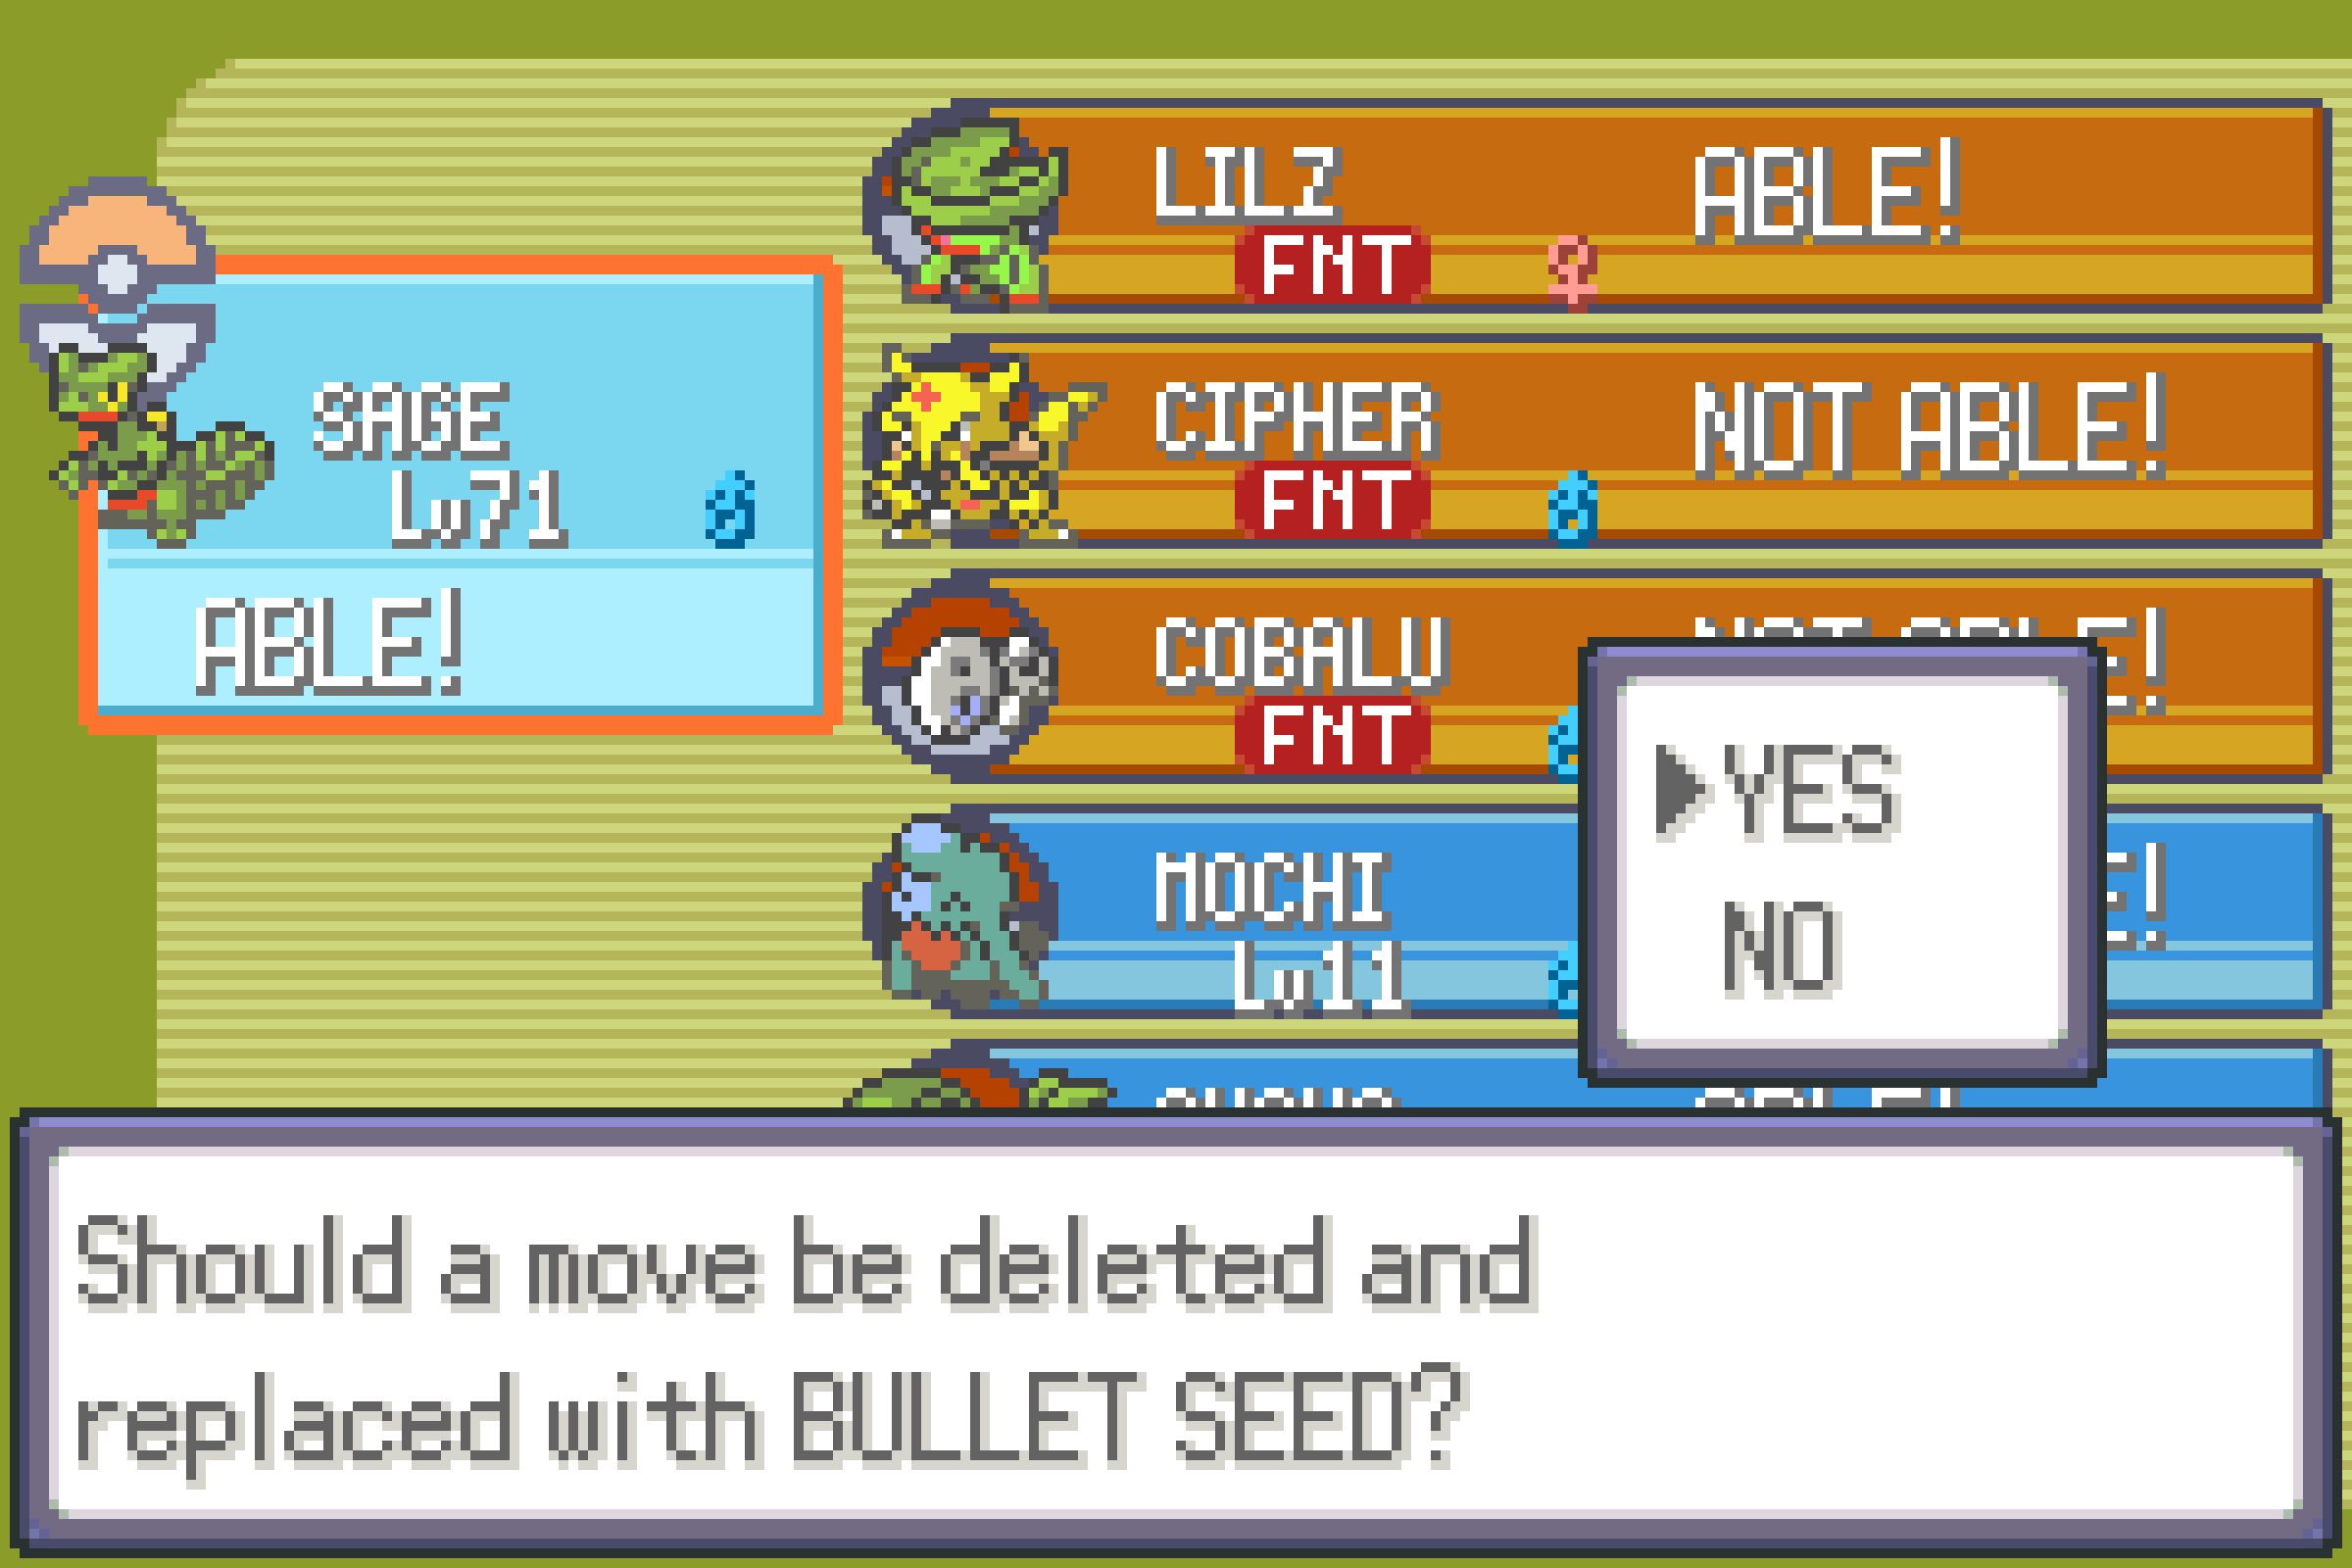 LILZ
ABLE!
FNT ♀
SAGE
Lv71 ♂
ABLE!
CIPHER
NOT ABLE!
FNT ♂
COBALU
FNT
MOCHI
Lv11
▶YES
NO
Should a move be deleted and
replaced with BULLET SEED?